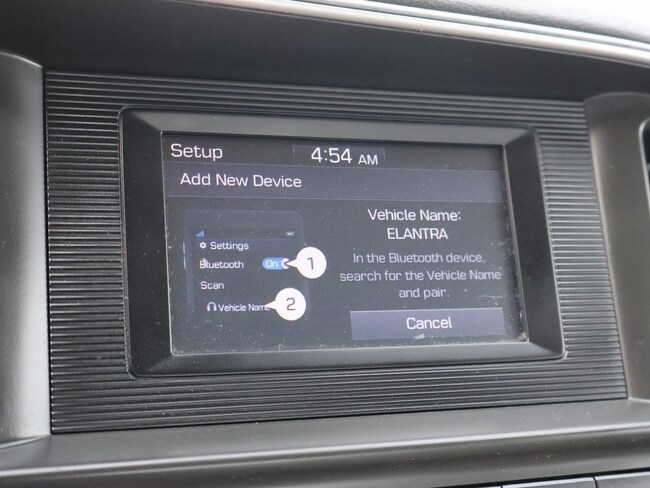 Setup
4:54 AM
Add New Device
Settings
Bluetooth On 1
Scan
Vehicle Name 2
Vehicle Name:
ELANTRA
In the Bluetooth device,
search for the Vehicle Name
and pair.
Cancel